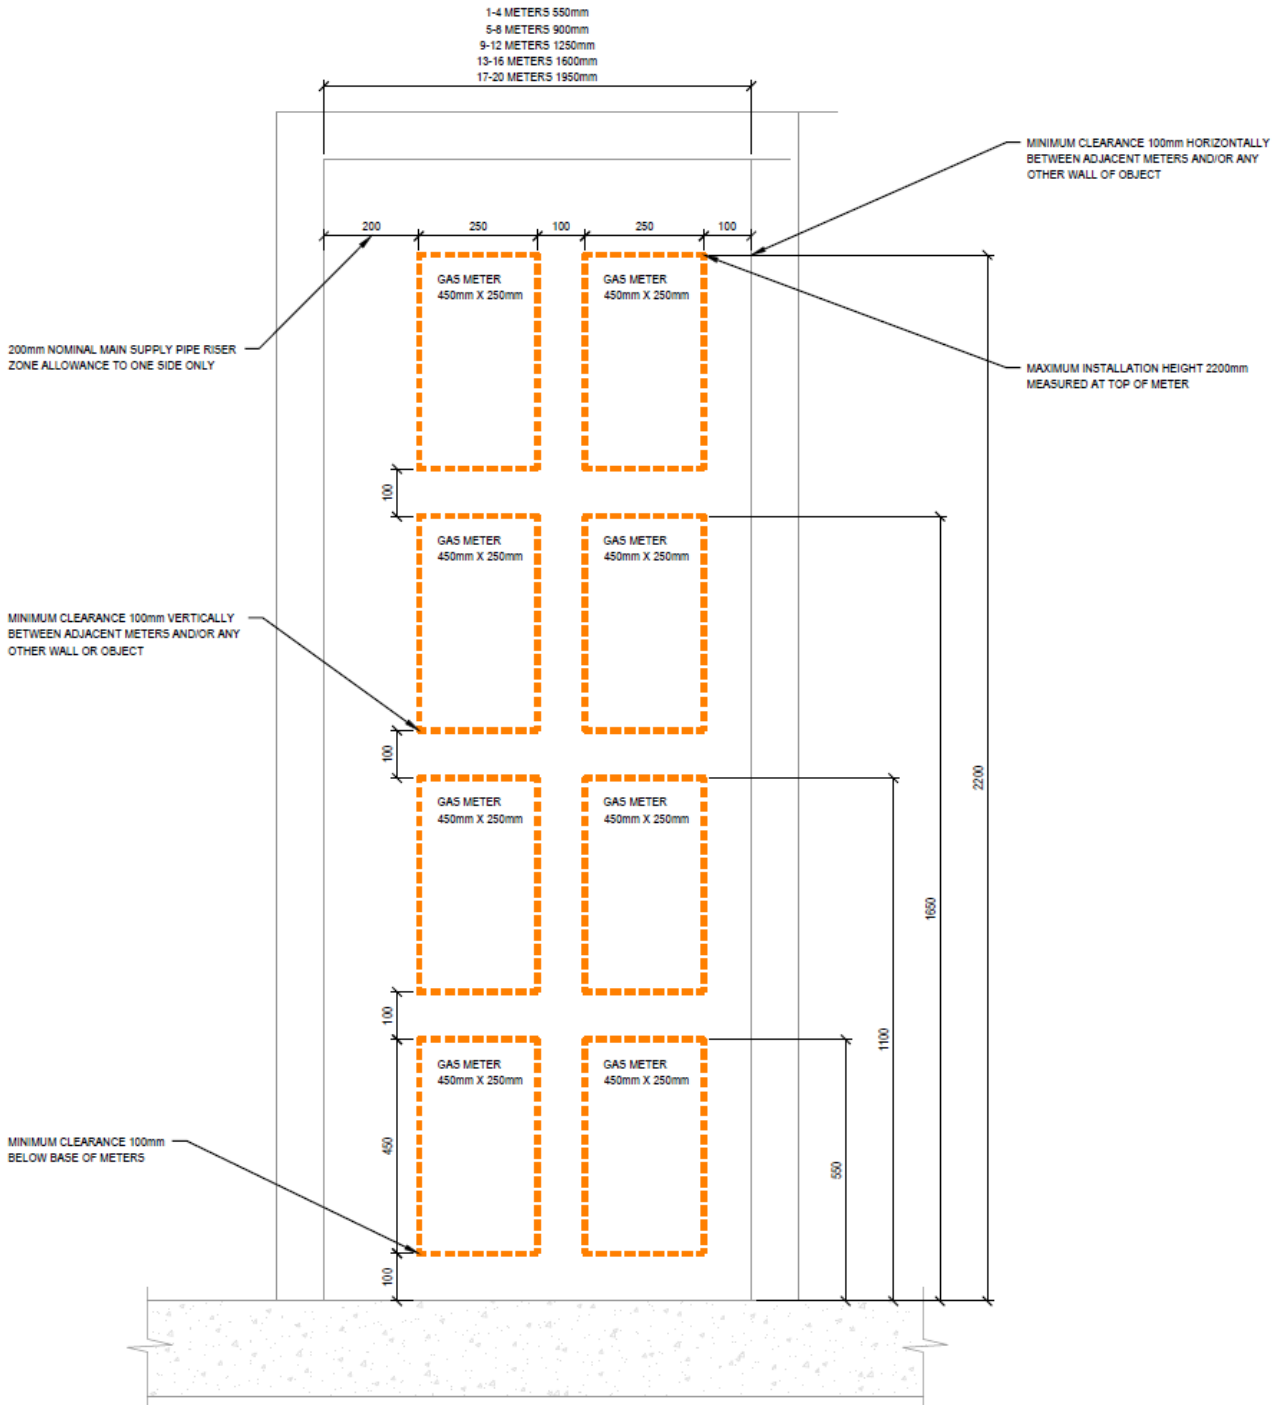 1-4 METERS 550mm
5-8 METERS 900mm
9-12 METERS 1250mm
13-16 METERS 1600mm
17-20 METERS 1950mm
MINIMUM CLEARANCE 100mm HORIZONTALLY
BETWEEN ADJACENT METERS AND/OR ANY
OTHER WALL OF OBJECT
200
250
100
250
100
GAS METER
450mm X 250mm
GAS METER
450mm X 250mm
200mm NOMINAL MAIN SUPPLY PIPE RISER
ZONE ALLOWANCE TO ONE SIDE ONLY
MAXIMUM INSTALLATION HEIGHT 2200mm
MEASURED AT TOP OF METER
100
GAS METER
450mm X 250mm
GAS METER
450mm X 250mm
MINIMUM CLEARANCE 100mm VERTICALLY
BETWEEN ADJACENT METERS AND/OR ANY
OTHER WALL OR OBJECT
100
2200
GAS METER
450mm X 250mm
GAS METER
450mm X 250mm
1650
100
1100
GAS METER
450mm X 250mm
GAS METER
450mm X 250mm
MINIMUM CLEARANCE 100mm
BELOW BASE OF METERS
450
550
100